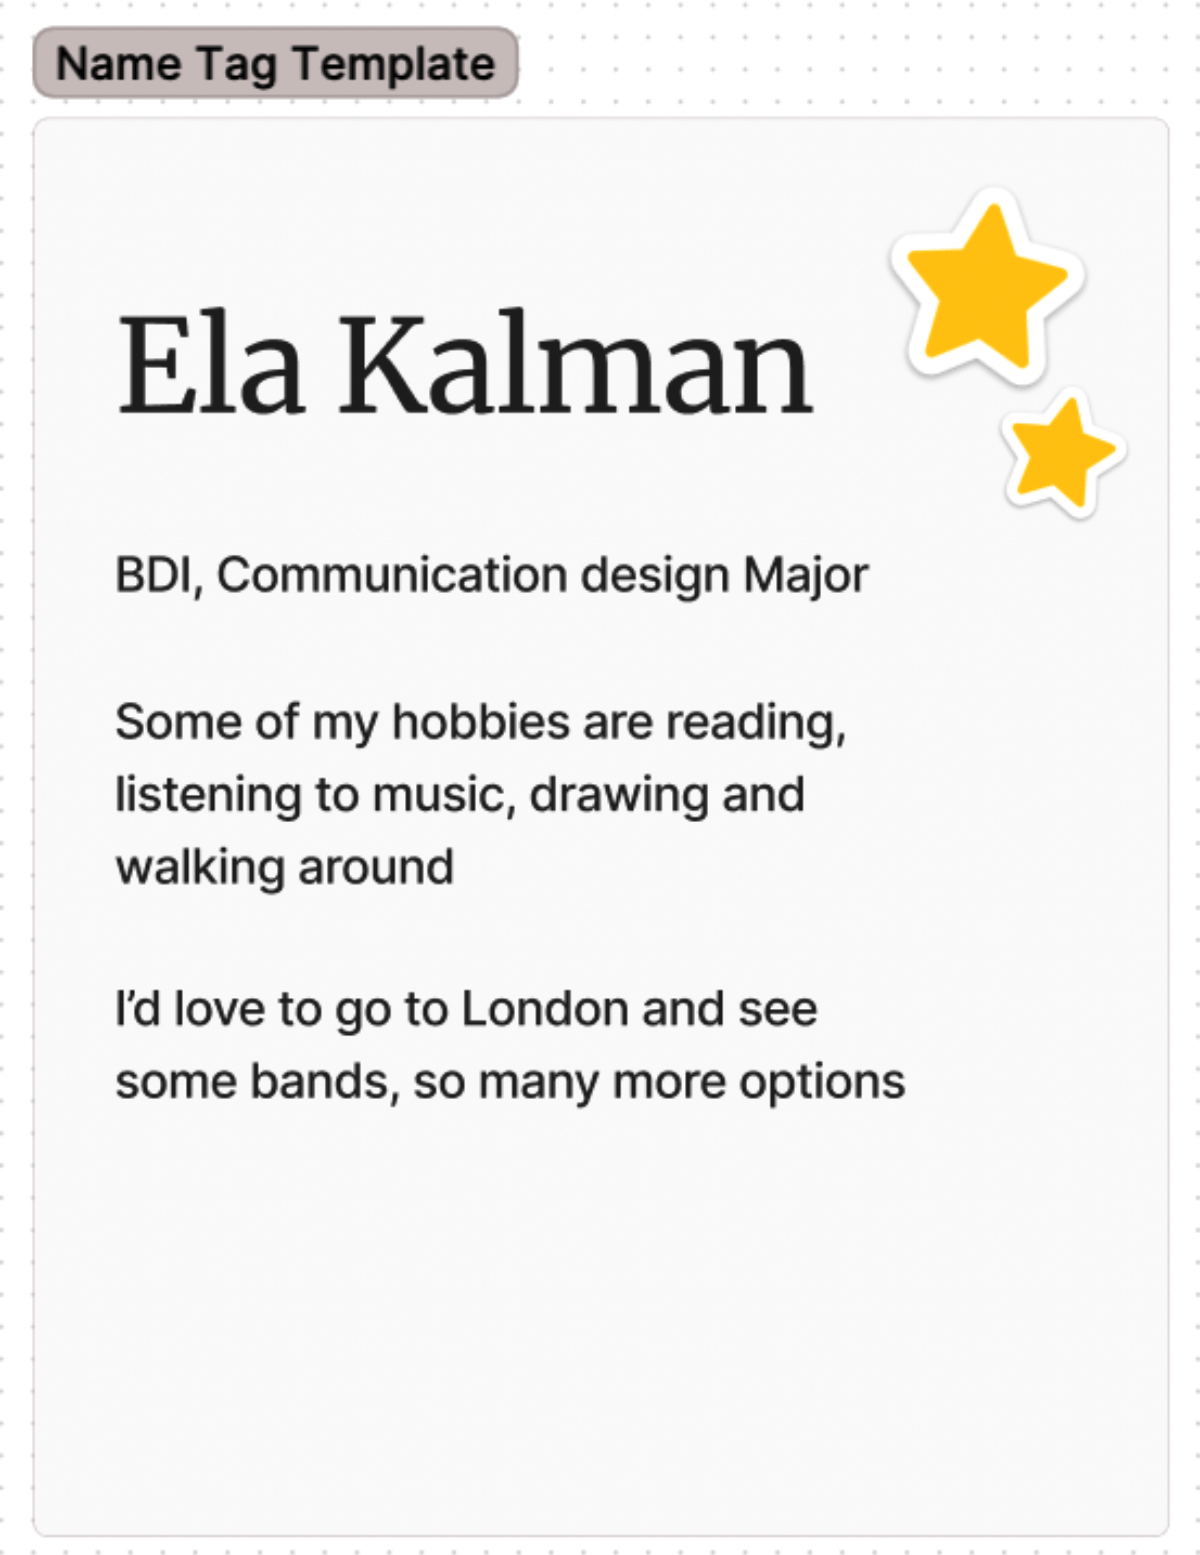 Name Tag Template
Ela Kalman
BDI, Communication design Major
Some of my hobbies are reading,
listening to music, drawing and
walking around
I’d love to go to London and see
some bands, so many more options